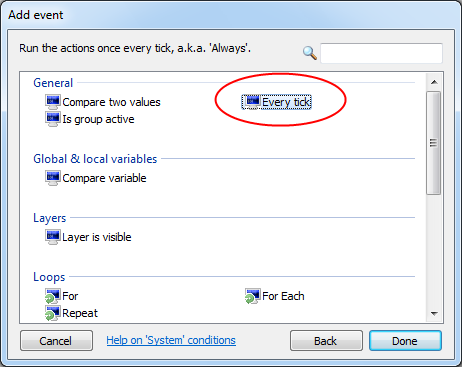 Add event
Run the actions once every tick, a.k.a. 'Always'.
General
Compare two values Every tick
Is group active
Global & local variables
Compare variable
Layers
Layer is visible
Loops
For For Each
Repeat
Cancel Help on 'System' conditions Back Done